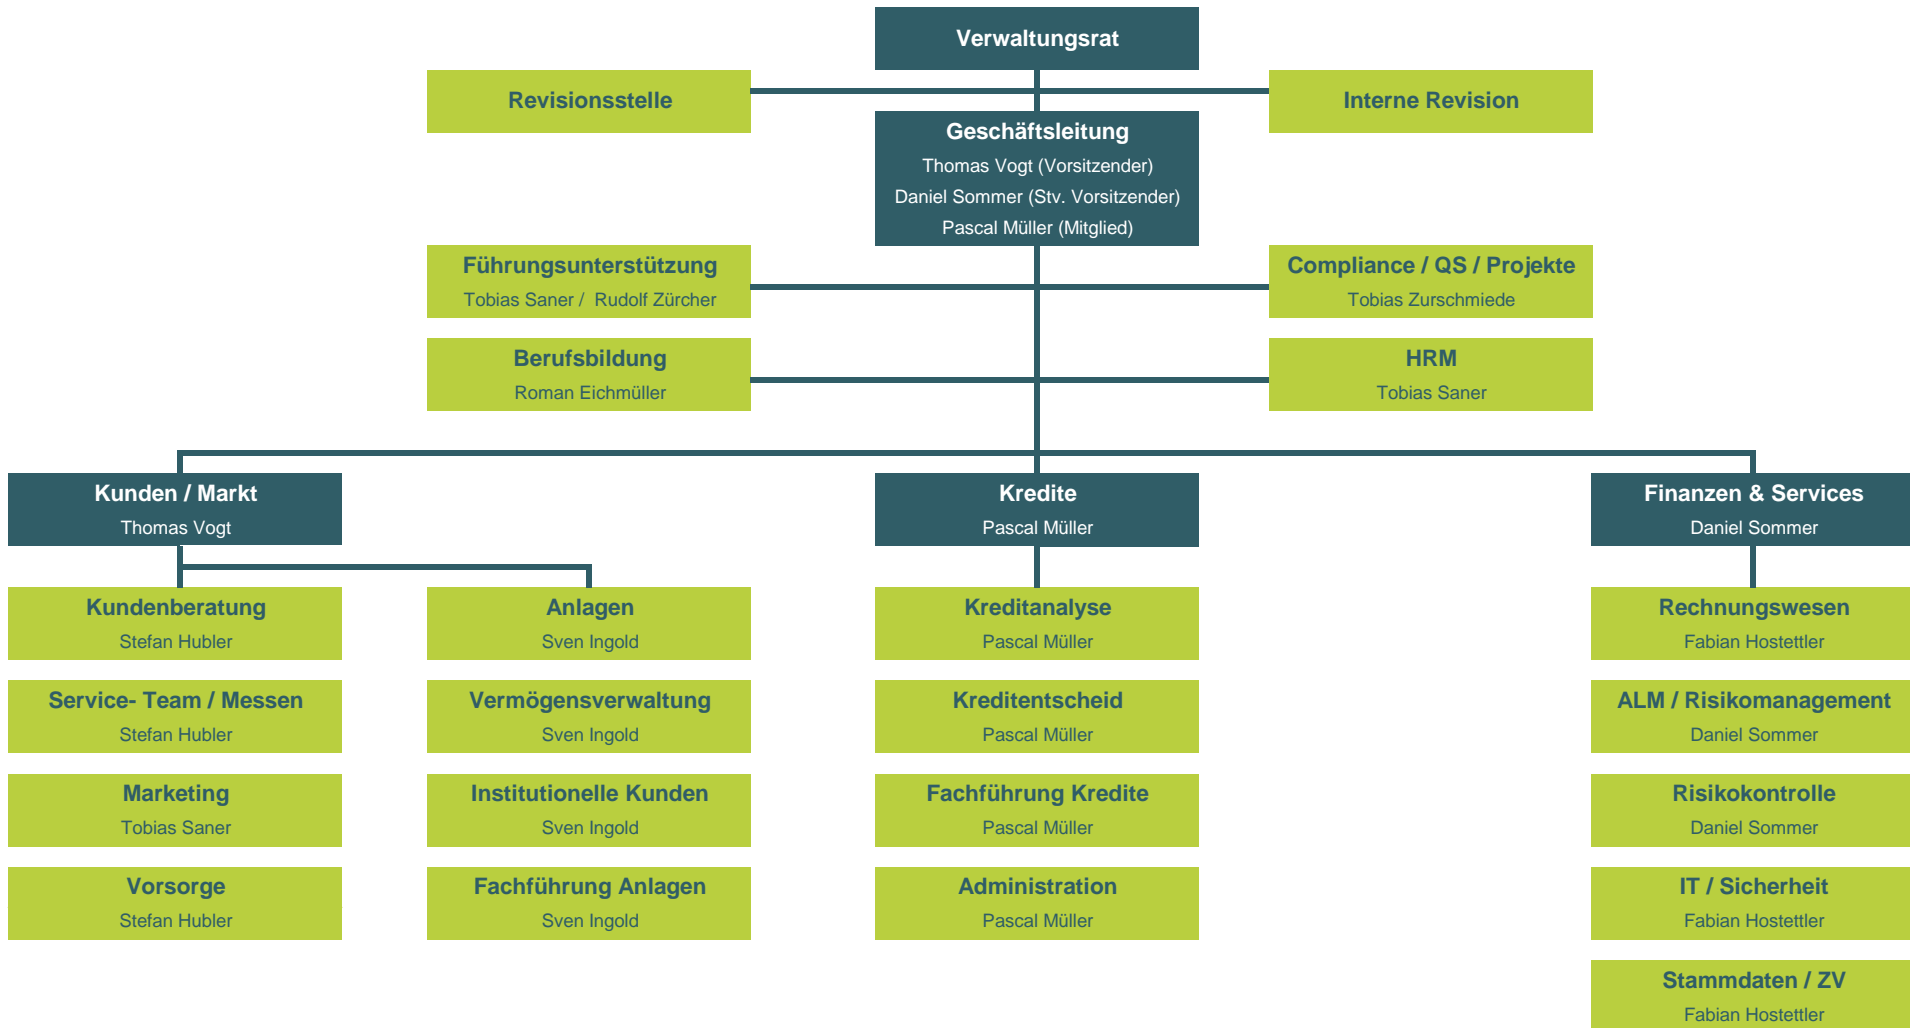 Verwaltungsrat
Revisionsstelle
Interne Revision
Geschäftsleitung
Thomas Vogt (Vorsitzender)
Daniel Sommer (Stv. Vorsitzender)
Pascal Müller (Mitglied)
Führungsunterstützung
Tobias Saner /  Rudolf Zürcher
Compliance / QS / Projekte
Tobias Zurschmiede
Berufsbildung
Roman Eichmüller
HRM
Tobias Saner
Kunden / Markt
Thomas Vogt
Kredite
Pascal Müller
Finanzen & Services
Daniel Sommer
Kundenberatung
Stefan Hubler
Anlagen
Sven Ingold
Kreditanalyse
Pascal Müller
Rechnungswesen
Fabian Hostettler
Service- Team / Messen
Stefan Hubler
Vermögensverwaltung
Sven Ingold
Kreditentscheid
Pascal Müller
ALM / Risikomanagement
Daniel Sommer
Marketing
Tobias Saner
Institutionelle Kunden
Sven Ingold
Fachführung Kredite
Pascal Müller
Risikokontrolle
Daniel Sommer
Vorsorge
Stefan Hubler
Fachführung Anlagen
Sven Ingold
Administration
Pascal Müller
IT / Sicherheit
Fabian Hostettler
Stammdaten / ZV
Fabian Hostettler